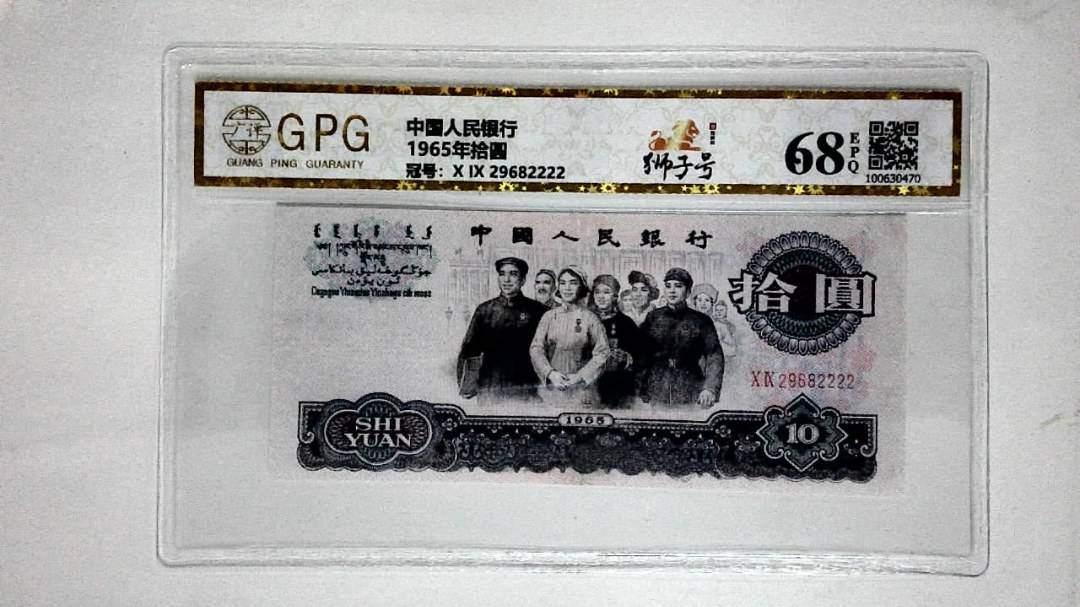 GPG
GUANG PING GUARANTY
中国人民银行
1965年拾圆
冠号：X IX 29682222
狮子号
68 EPQ
100630470
中國人民銀行
拾圓
X IX 29682222
1965
SHI
YUAN
10